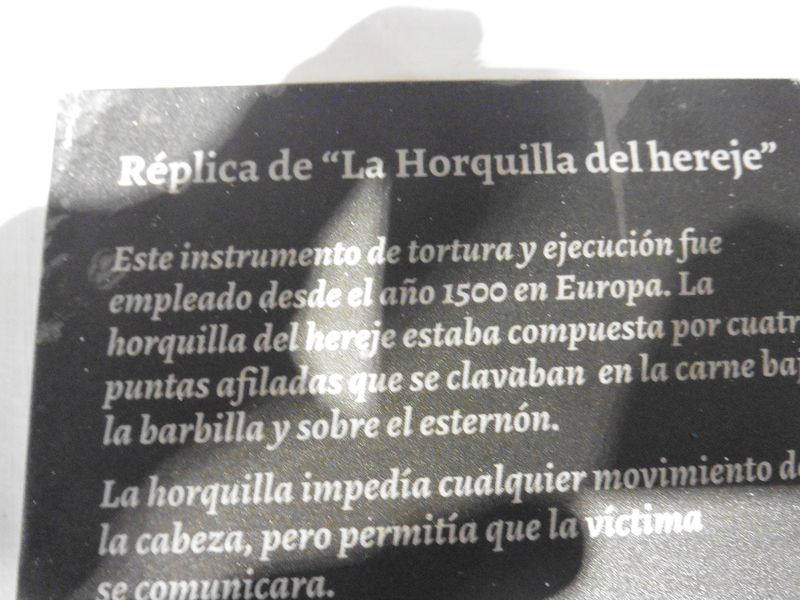 Réplica de “La Horquilla del hereje”
Este instrumento de tortura y ejecución fue
empleado desde el año 1500 en Europa. La
horquilla del hereje estaba compuesta por cuatr
puntas afiladas que se clavaban en la carne baj
la barbilla y sobre el esternón.
La horquilla impedía cualquier movimiento d
la cabeza, pero permitía que la víctima
se comunicara.